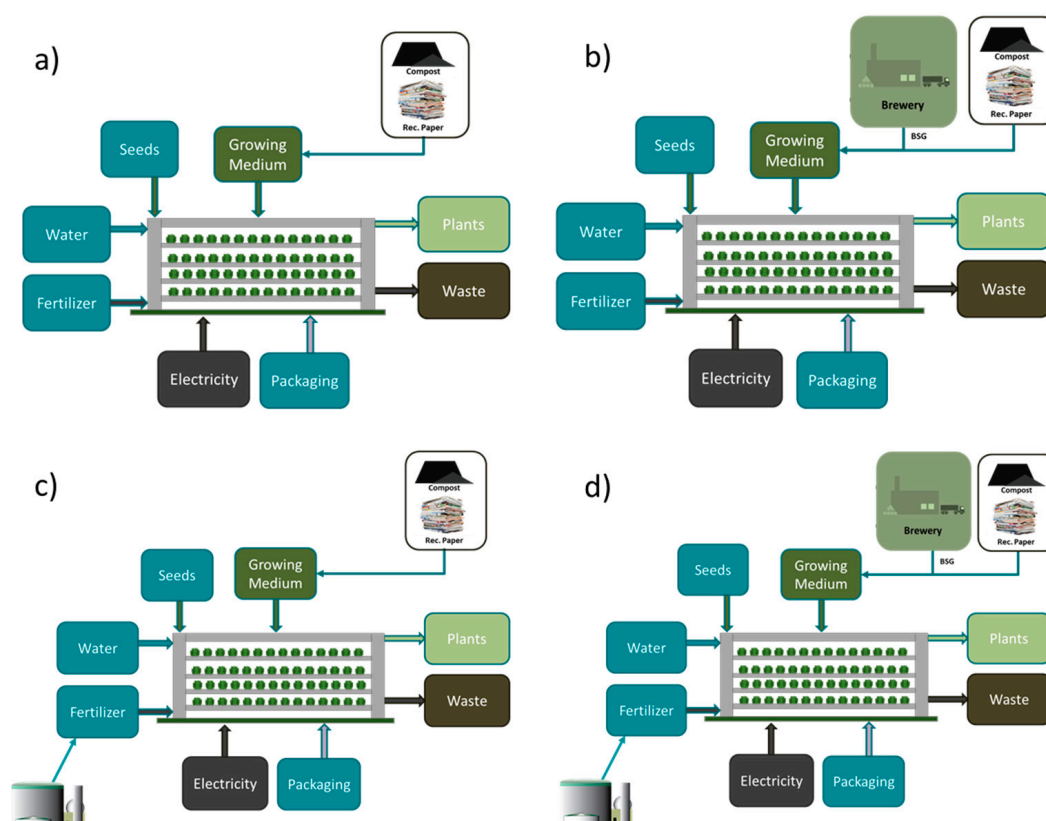 a)
Compost
Rec. Paper
Seeds
Growing
Medium
Water
Plants
Fertilizer
Waste
Electricity
Packaging
b)
Brewery
Compost
Rec. Paper
BSG
Seeds
Growing
Medium
Water
Plants
Fertilizer
Waste
Electricity
Packaging
c)
Compost
Rec. Paper
Seeds
Growing
Medium
Water
Plants
Fertilizer
Waste
Electricity
Packaging
d)
Brewery
Compost
Rec. Paper
BSG
Seeds
Growing
Medium
Water
Plants
Fertilizer
Waste
Electricity
Packaging